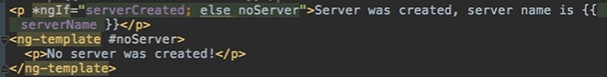 <p *ngIf="serverCreated; else noServer">Server was created, server name is {{
serverName }}</p>
<ng-template #noServer>
<p>No server was created!</p>
</ng-template>